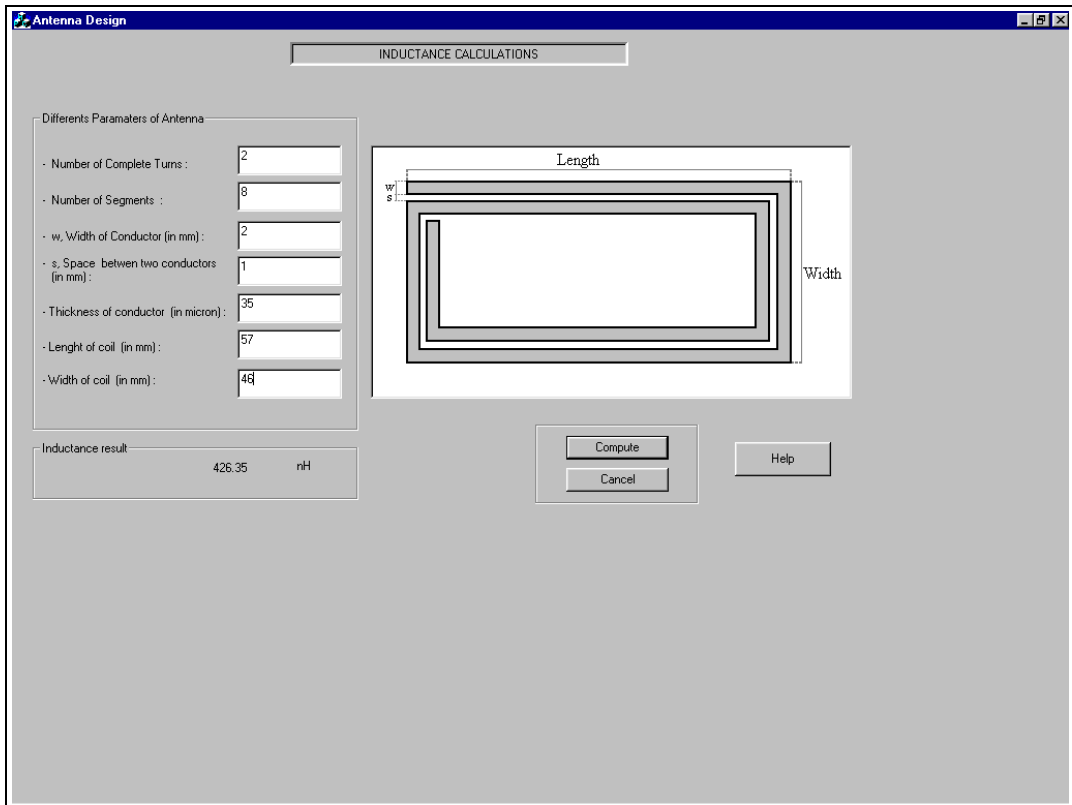 Antenna Design
INDUCTANCE CALCULATIONS
Differents Paramaters of Antenna
- Number of Complete Turns : 2
- Number of Segments : 8
- w, Width of Conductor (in mm) : 2
- s, Space betwen two conductors
(in mm) : 1
- Thickness of conductor (in micron) : 35
- Lenght of coil (in mm) : 57
- Width of coil (in mm) : 46
Length
w
s
Width
Inductance result
426.35 nH
Compute
Cancel
Help